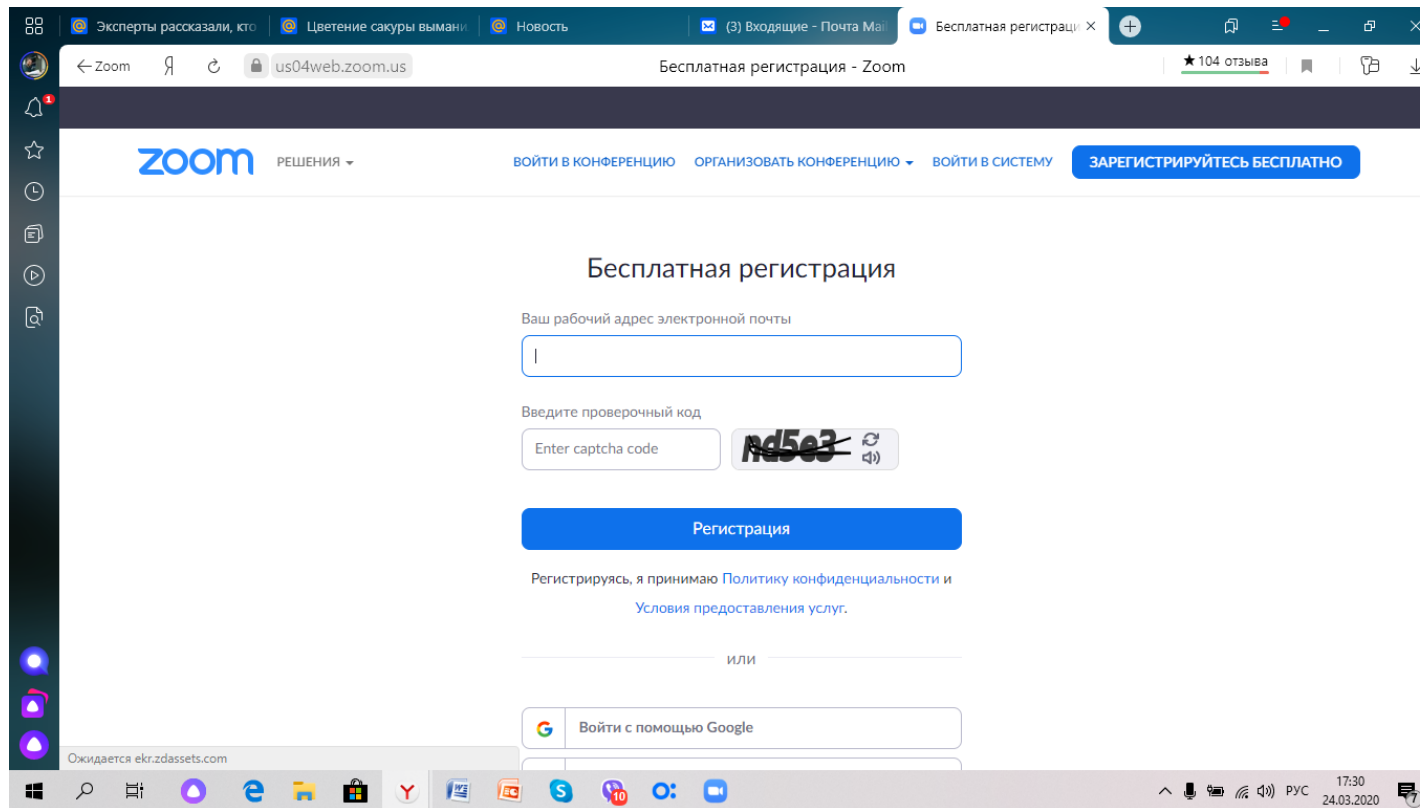 Эксперты рассказали, кто
Цветение сакуры вымани
Новость
(3) Входящие - Почта Mail
Бесплатная регистраци
1
Zoom
Я
us04web.zoom.us
Бесплатная регистрация - Zoom
★ 104 отзыва
zoom
РЕШЕНИЯ
ВОЙТИ В КОНФЕРЕНЦИЮ
ОРГАНИЗОВАТЬ КОНФЕРЕНЦИЮ
ВОЙТИ В СИСТЕМУ
ЗАРЕГИСТРИРУЙТЕСЬ БЕСПЛАТНО
Бесплатная регистрация
Ваш рабочий адрес электронной почты
Введите проверочный код
Enter captcha code
nd5e3
Регистрация
Регистрируясь, я принимаю Политику конфиденциальности и
Условия предоставления услуг.
или
G
Войти с помощью Google
Ожидается ekr.zdassets.com
10
РУС
17:30
24.03.2020
7